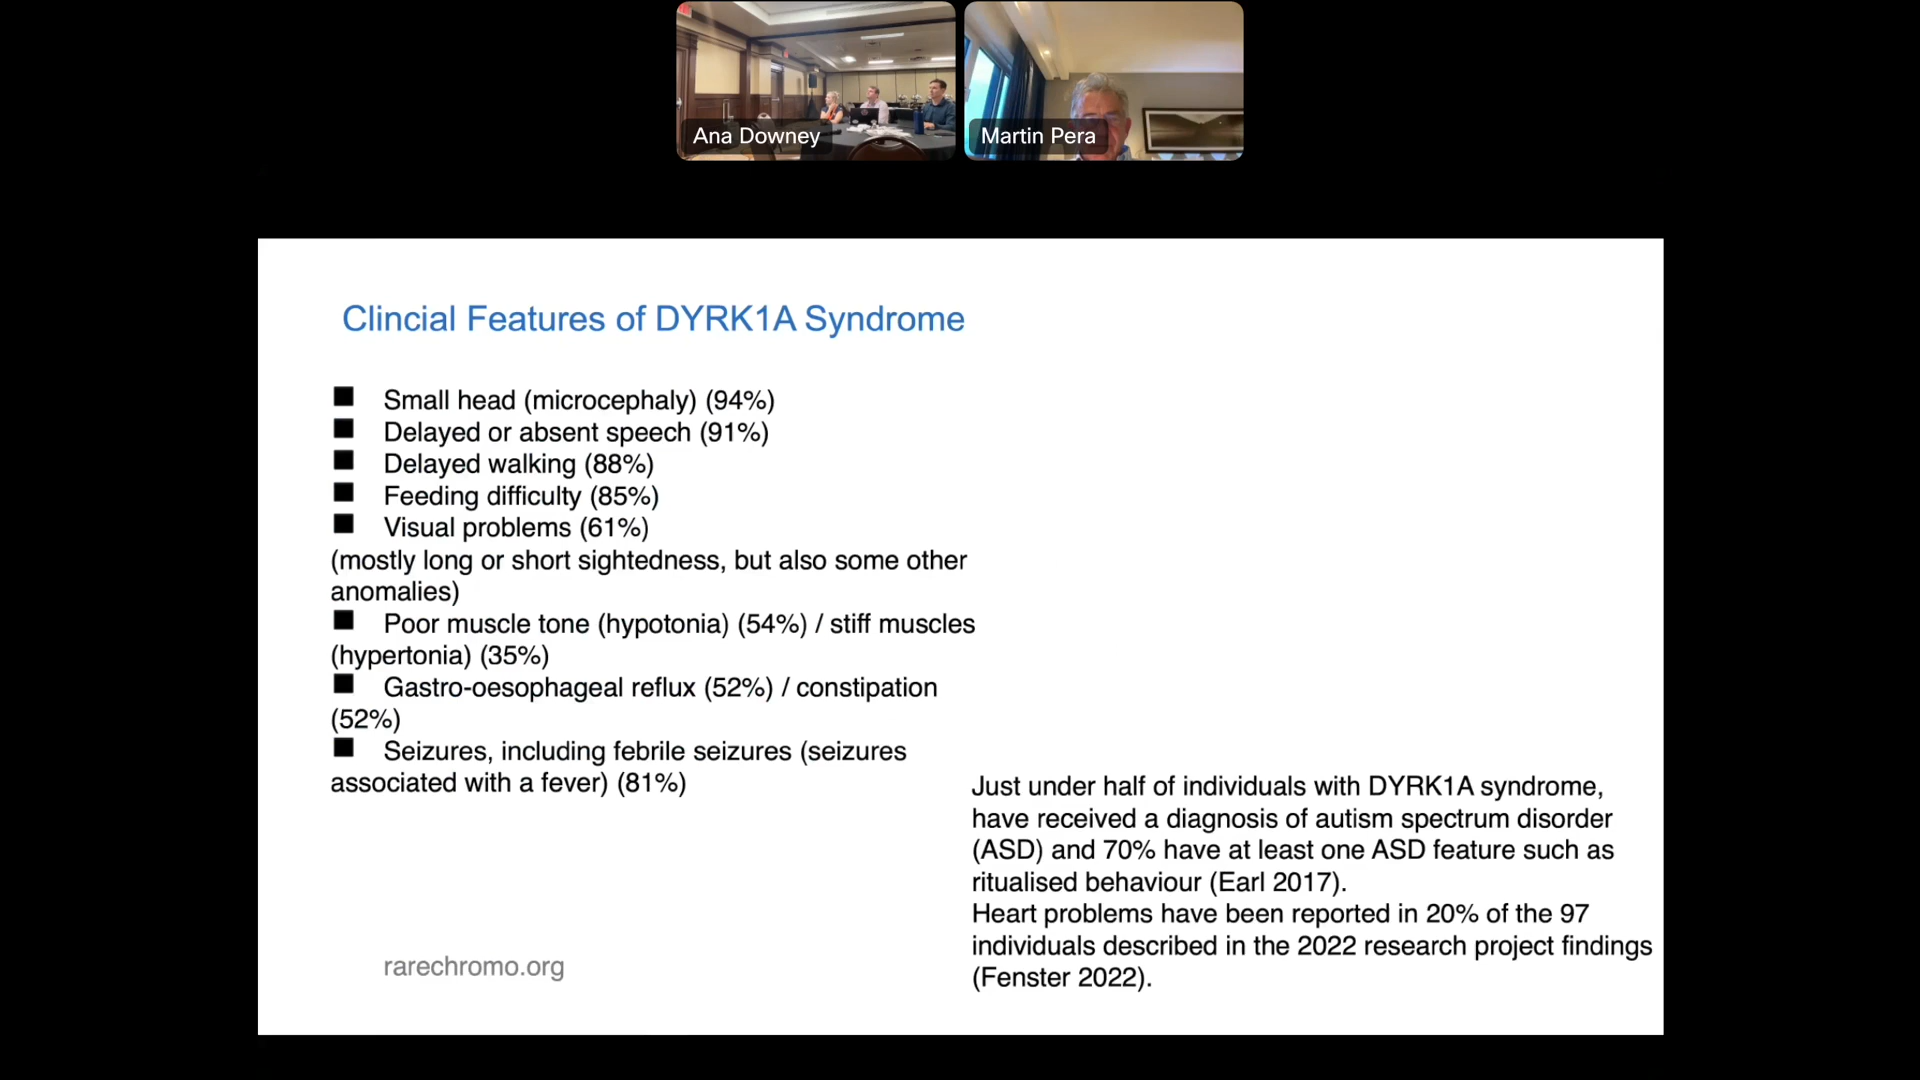 Ana Downey
Martin Pera
Clincial Features of DYRK1A Syndrome
Small head (microcephaly) (94%)
Delayed or absent speech (91%)
Delayed walking (88%)
Feeding difficulty (85%)
Visual problems (61%)
(mostly long or short sightedness, but also some other
anomalies)
Poor muscle tone (hypotonia) (54%) / stiff muscles
(hypertonia) (35%)
Gastro-oesophageal reflux (52%) / constipation
(52%)
Seizures, including febrile seizures (seizures
associated with a fever) (81%)
Just under half of individuals with DYRK1A syndrome,
have received a diagnosis of autism spectrum disorder
(ASD) and 70% have at least one ASD feature such as
ritualised behaviour (Earl 2017).
Heart problems have been reported in 20% of the 97
individuals described in the 2022 research project findings
(Fenster 2022).
rarechromo.org